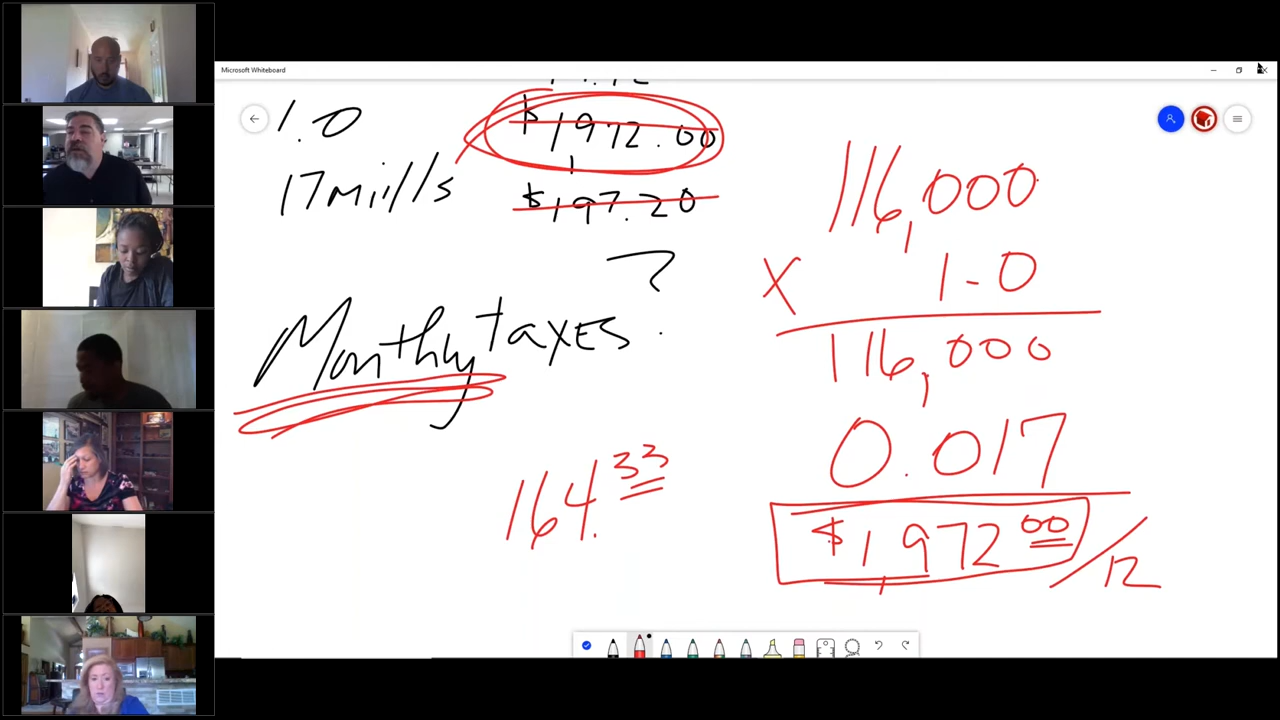 Microsoft Whiteboard
1.0
$1972.00
17 mills
$197.20
?
Monthly taxes.
164.33
116,000
X 1.0
116,000
0.017
$1,972 00 /12